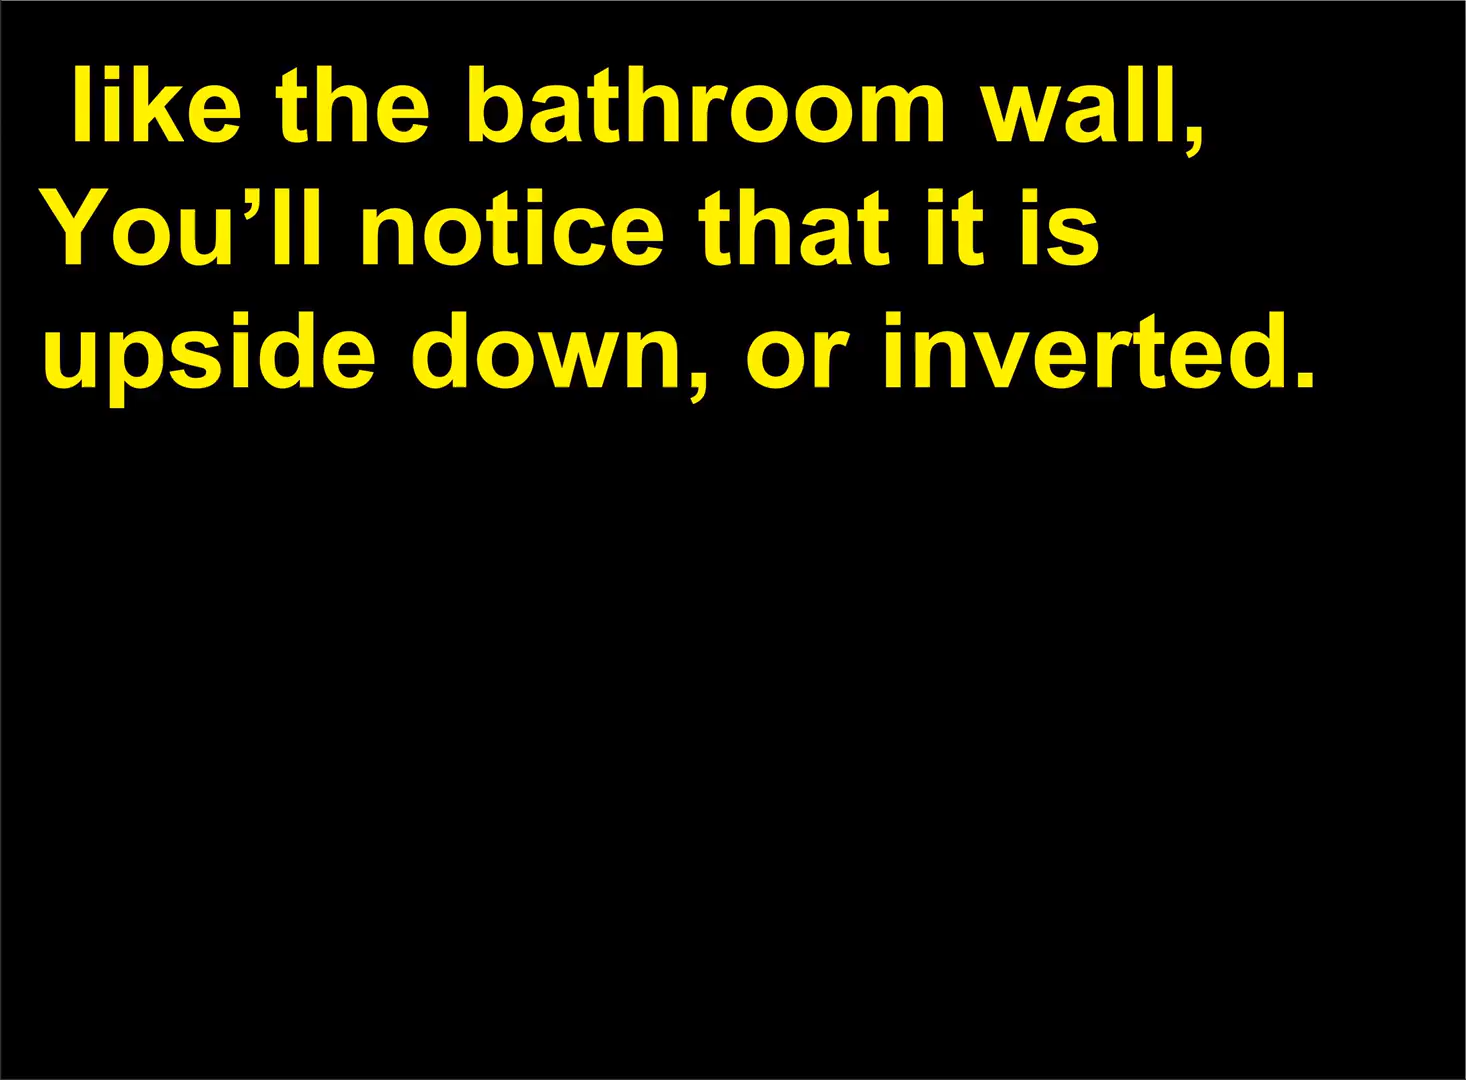 like the bathroom wall,
You’ll notice that it is
upside down, or inverted.